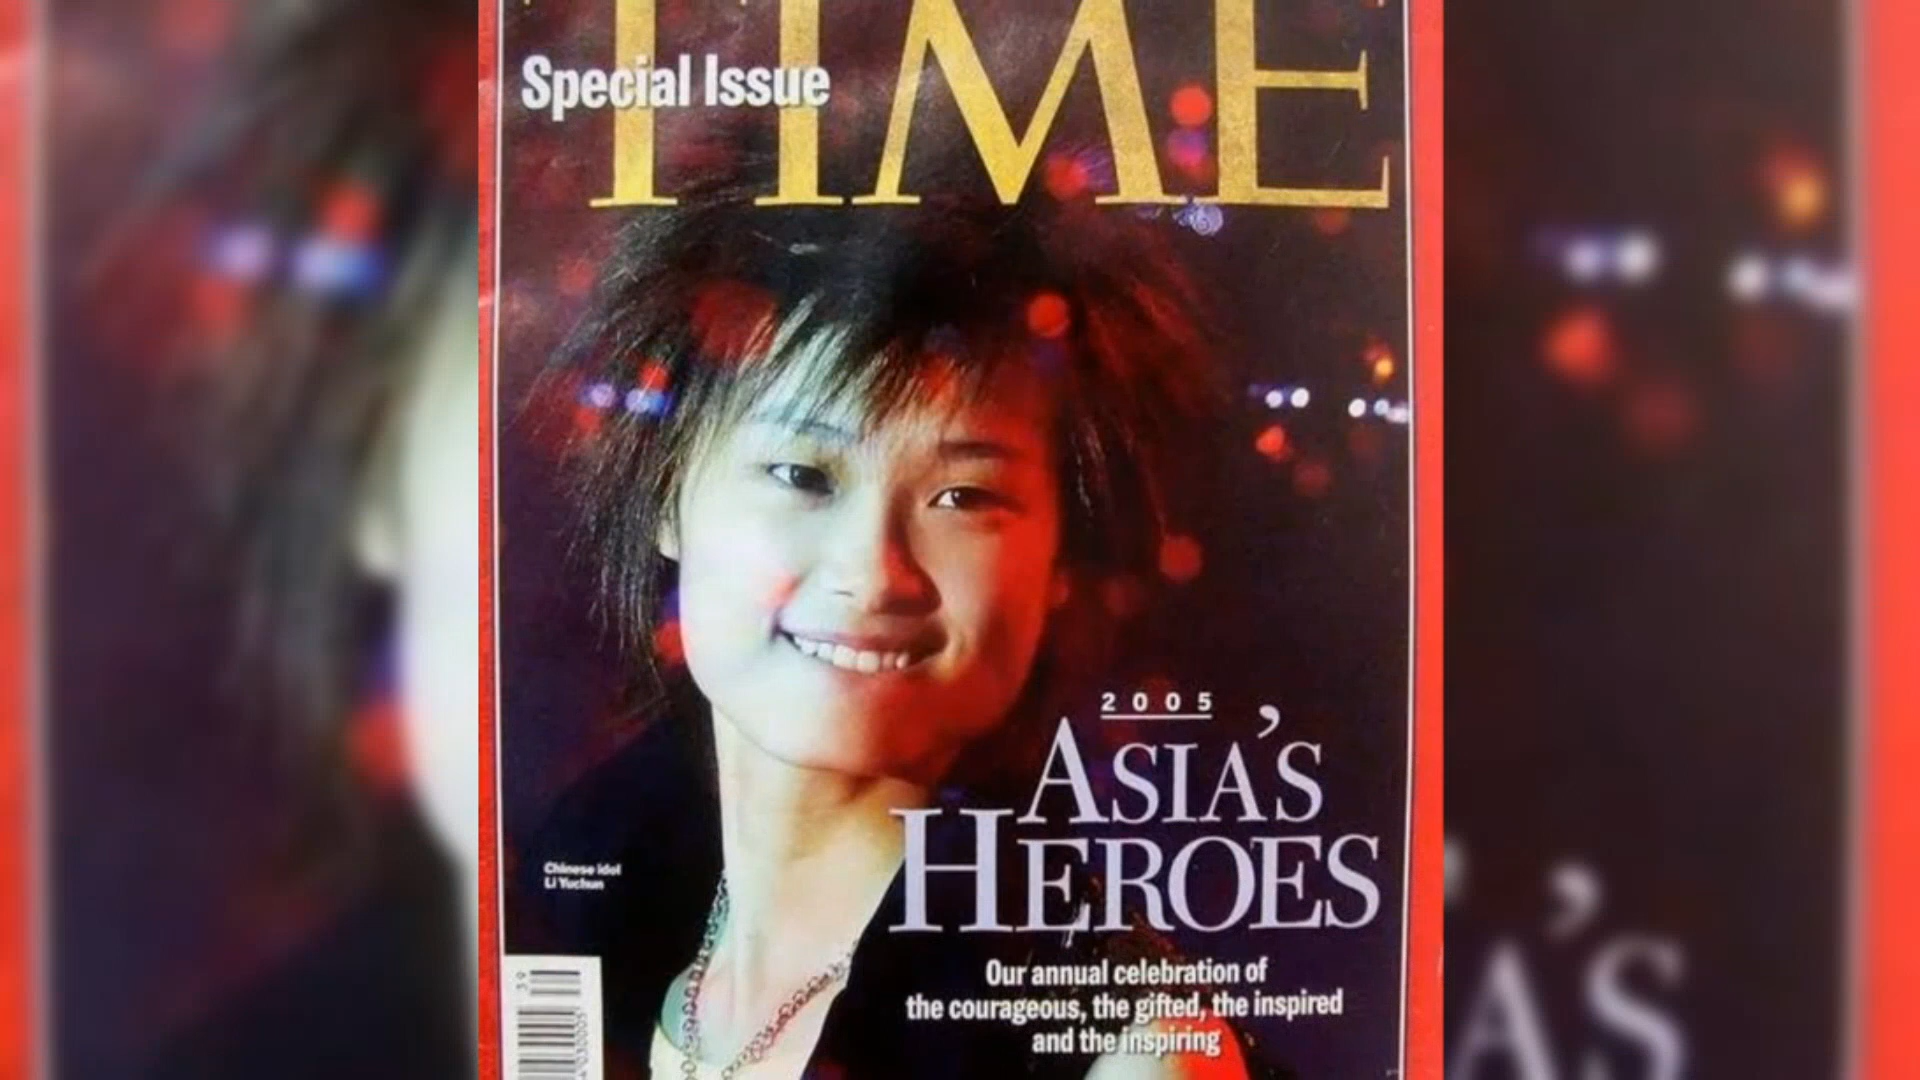 TIME
Special Issue
2005
ASIA'S
HEROES
Chinese idol
Li Yuchun
Our annual celebration of
the courageous, the gifted, the inspired
and the inspiring
39